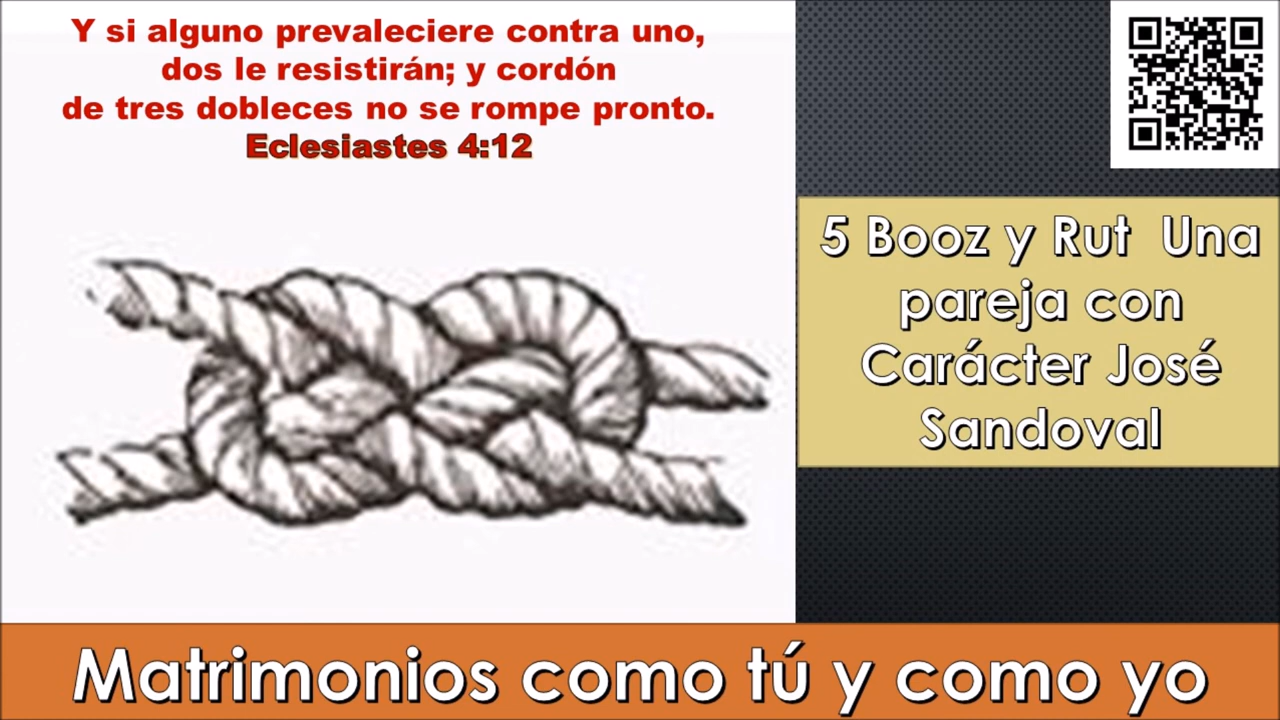 Y si alguno prevaleciere contra uno,
dos le resistirán; y cordón
de tres dobleces no se rompe pronto.
Eclesiastes 4:12
5 Booz y Rut Una
pareja con
Carácter José
Sandoval
Matrimonios como tú y como yo